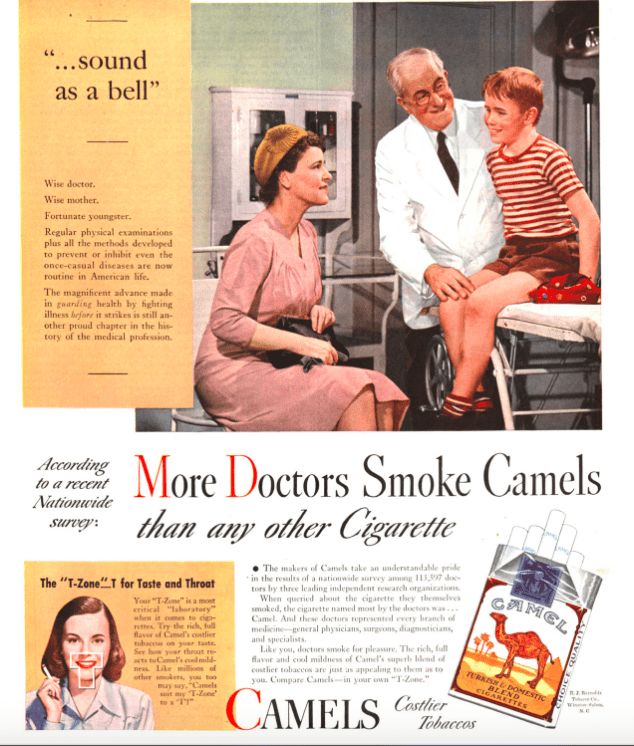 “...sound
as a bell”
Wise doctor.
Wise mother.
Fortunate youngster.
Regular physical examinations
plus all the methods developed
to prevent or inhibit even the
once-casual diseases are now
routine in American life.
The magnificent advance made
in guarding health by fighting
illness before it strikes is still an-
other proud chapter in the his-
tory of the medical profession.
According
to a recent
Nationwide
survey:
More Doctors Smoke Camels
than any other Cigarette
The “T-Zone”...T for Taste and Throat
Your “T-Zone” is a most
critical “laboratory”
when it comes to ciga-
rettes. Try the rich, full
flavor of Camel's costlier
tobaccos on your taste.
See how your throat re-
acts to Camel's cool mild-
ness. Like millions of
other smokers, you too
may say, “Camels
suit my ‘T-Zone’
to a ‘T’!”
● The makers of Camels take an understandable pride
in the results of a nationwide survey among 113,597 doc-
tors by three leading independent research organizations.
When queried about the cigarette they themselves
smoked, the cigarette named most by the doctors was...
Camel. And these doctors represented every branch of
medicine—general physicians, surgeons, diagnosticians,
and specialists.
Like you, doctors smoke for pleasure. The rich, full
flavor and cool mildness of Camel's superb blend of
costlier tobaccos are just as appealing to them as to
you. Compare Camels—in your own “T-Zone.”
CAMELS Costlier
Tobaccos
CAMEL
TURKISH & DOMESTIC
BLEND
CIGARETTES
CHOICE QUALITY
R. J. Reynolds
Tobacco Co.
Winston-Salem,
N. C.